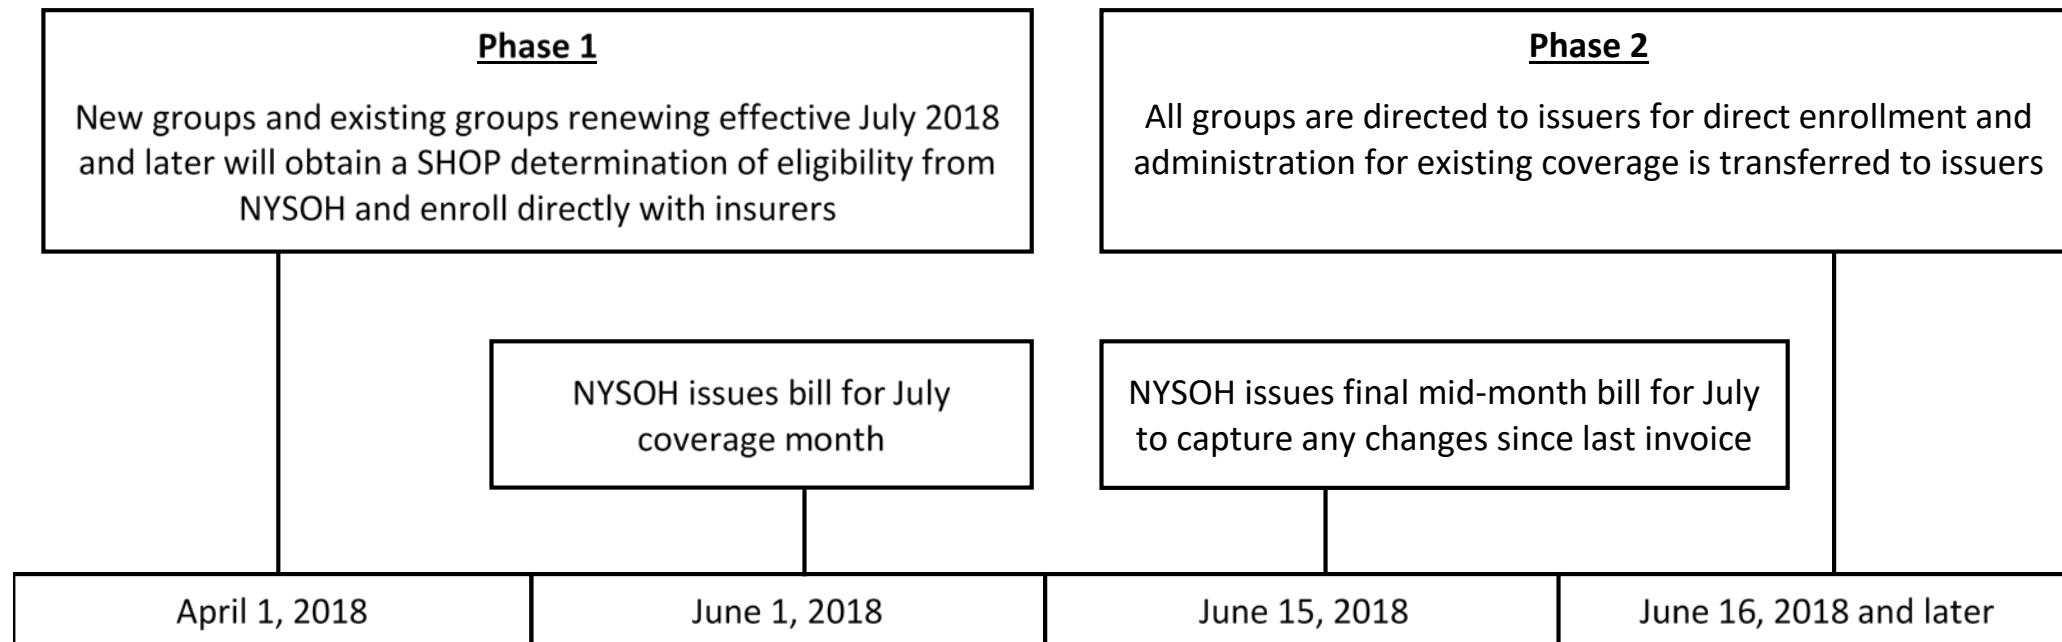 Phase 1
New groups and existing groups renewing effective July 2018
and later will obtain a SHOP determination of eligibility from
NYSOH and enroll directly with insurers
Phase 2
All groups are directed to issuers for direct enrollment and
administration for existing coverage is transferred to issuers
NYSOH issues bill for July
coverage month
NYSOH issues final mid-month bill for July
to capture any changes since last invoice
April 1, 2018
June 1, 2018
June 15, 2018
June 16, 2018 and later